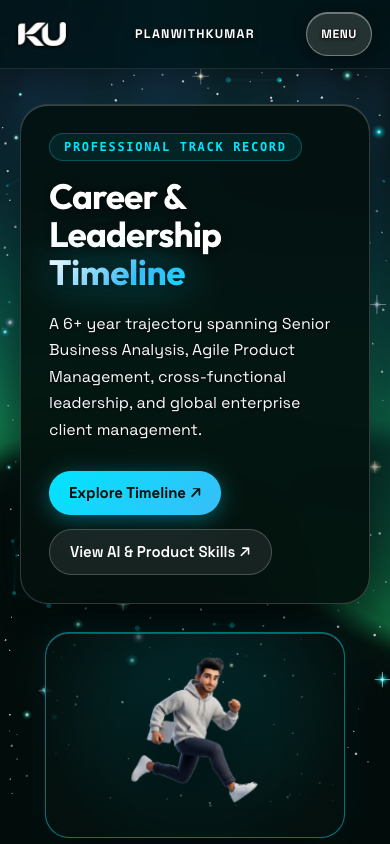 KU
PLANWITHKUMAR
MENU
PROFESSIONAL TRACK RECORD
Career &
Leadership
Timeline
A 6+ year trajectory spanning Senior
Business Analysis, Agile Product
Management, cross-functional
leadership, and global enterprise
client management.
Explore Timeline ↗
View AI & Product Skills ↗